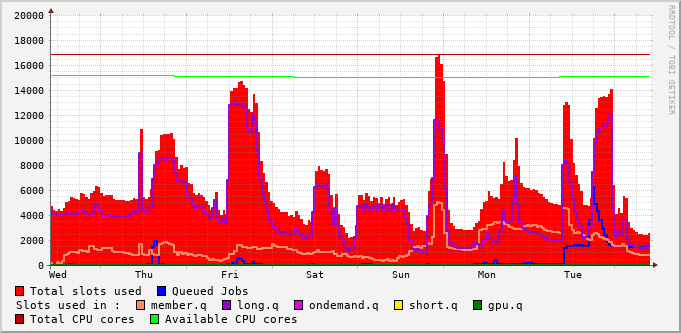 20000
18000
16000
14000
12000
10000
8000
6000
4000
2000
0
Wed Thu Fri Sat Sun Mon Tue
Total slots used Queued Jobs
Slots used in : member.q long.q ondemand.q short.q gpu.q
Total CPU cores Available CPU cores
RRDTOOL / TOBI OETIKER